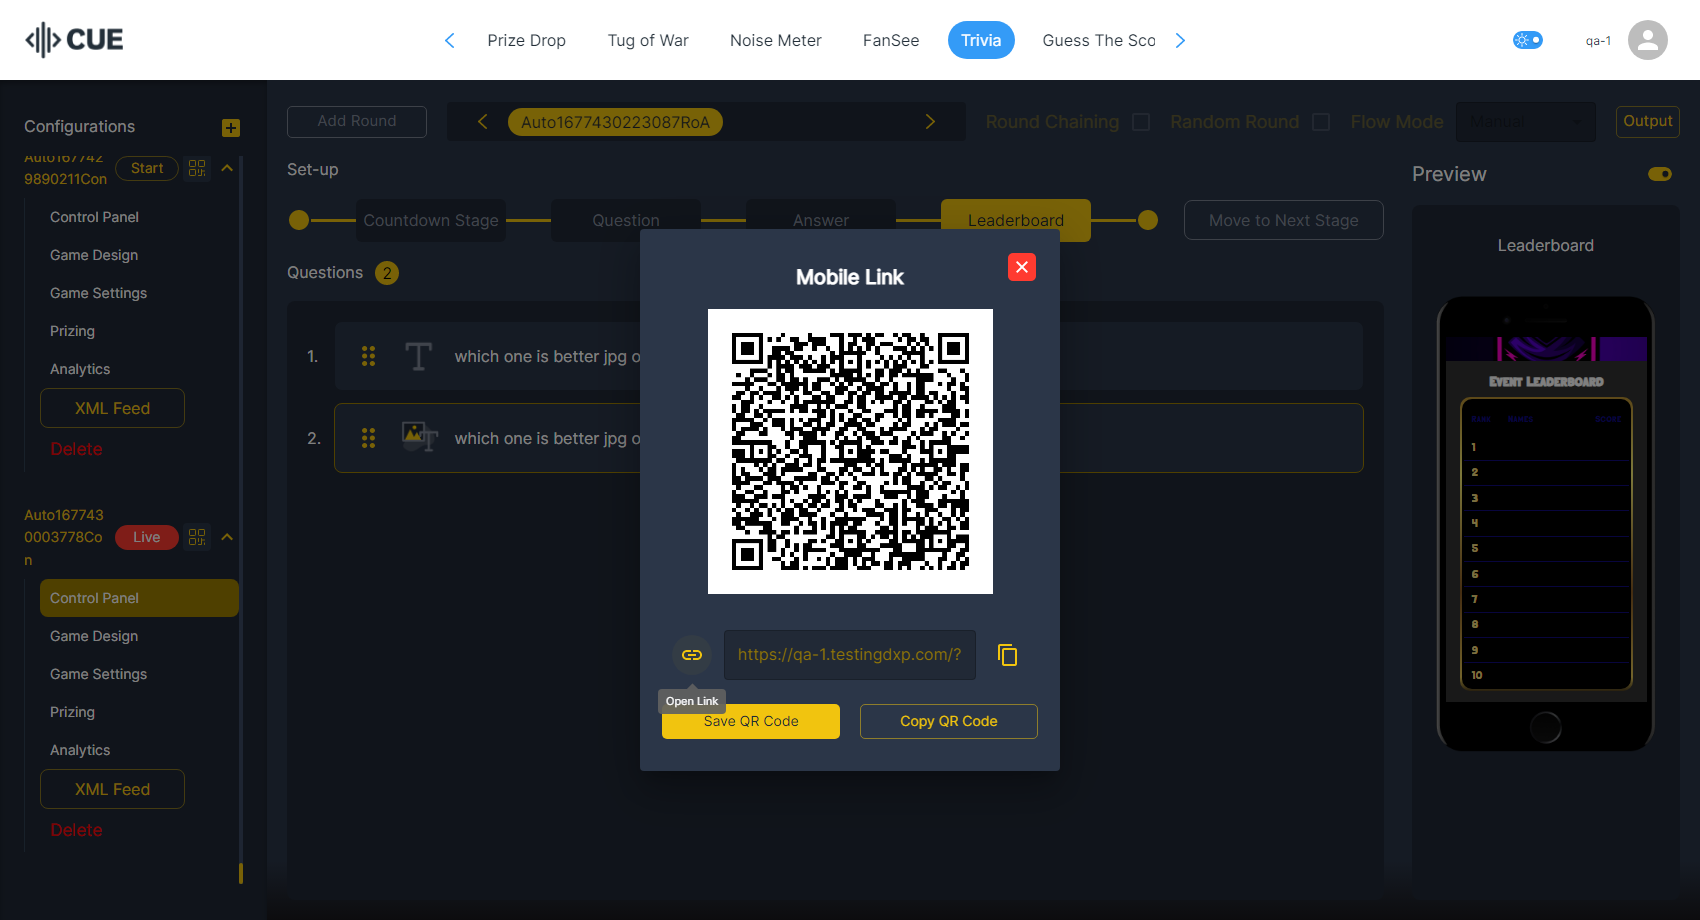 CUE
Prize Drop
Tug of War
Noise Meter
FanSee
Trivia
Guess The Sco
qa-1
Configurations
Auto167742
9890211Con
Start
Control Panel
Game Design
Game Settings
Prizing
Analytics
XML Feed
Delete
Auto167743
0003778Co
n
Live
Control Panel
Game Design
Game Settings
Prizing
Analytics
XML Feed
Delete
Add Round
Auto1677430223087RoA
Round Chaining
Random Round
Flow Mode
Manual
Output
Set-up
Countdown Stage
Question
Answer
Leaderboard
Move to Next Stage
Questions 2
1. T which one is better jpg o
2. T which one is better jpg o
Mobile Link
https://qa-1.testingdxp.com/?
Open Link
Save QR Code
Copy QR Code
Preview
Leaderboard
Event Leaderboard
RANK NAMES SCORE
1
2
3
4
5
6
7
8
9
10